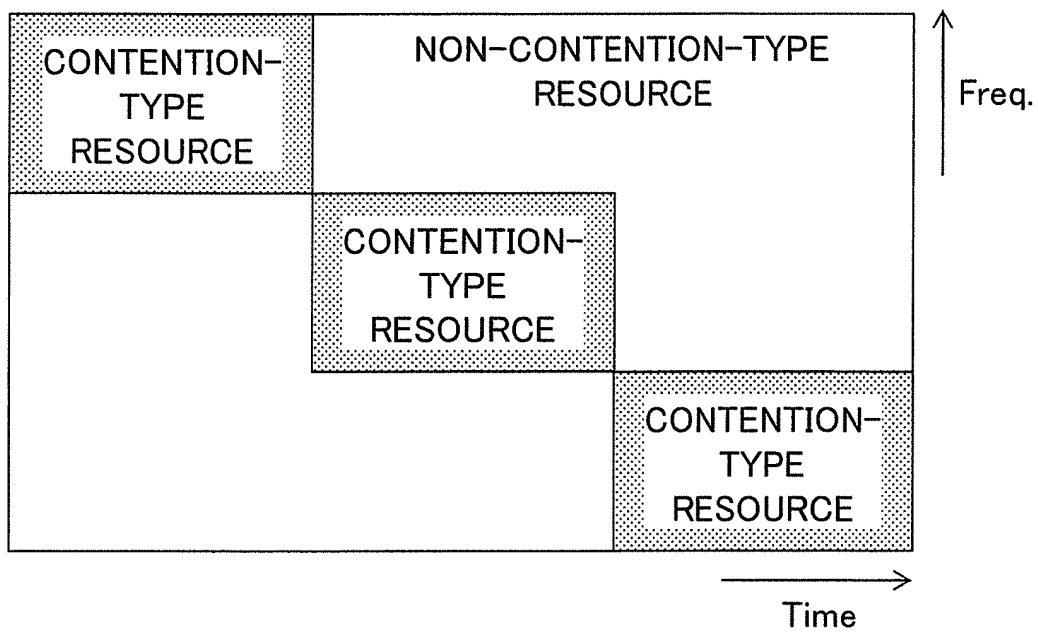 CONTENTION-
TYPE
RESOURCE
NON-CONTENTION-TYPE
RESOURCE
Freq.
CONTENTION-
TYPE
RESOURCE
CONTENTION-
TYPE
RESOURCE
Time